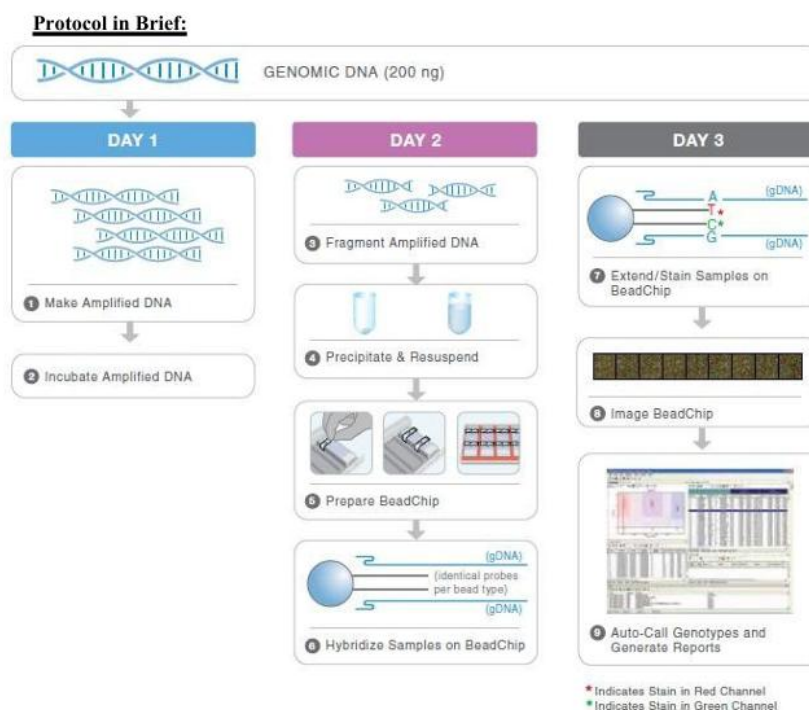 Protocol in Brief:
GENOMIC DNA (200 ng)
DAY 1
1 Make Amplified DNA
2 Incubate Amplified DNA
DAY 2
3 Fragment Amplified DNA
4 Precipitate & Resuspend
5 Prepare BeadChip
(gDNA)
(identical probes
per bead type)
(gDNA)
6 Hybridize Samples on BeadChip
DAY 3
A (gDNA)
T*
C*
G (gDNA)
7 Extend/Stain Samples on
BeadChip
8 Image BeadChip
9 Auto-Call Genotypes and
Generate Reports
* Indicates Stain in Red Channel
* Indicates Stain in Green Channel